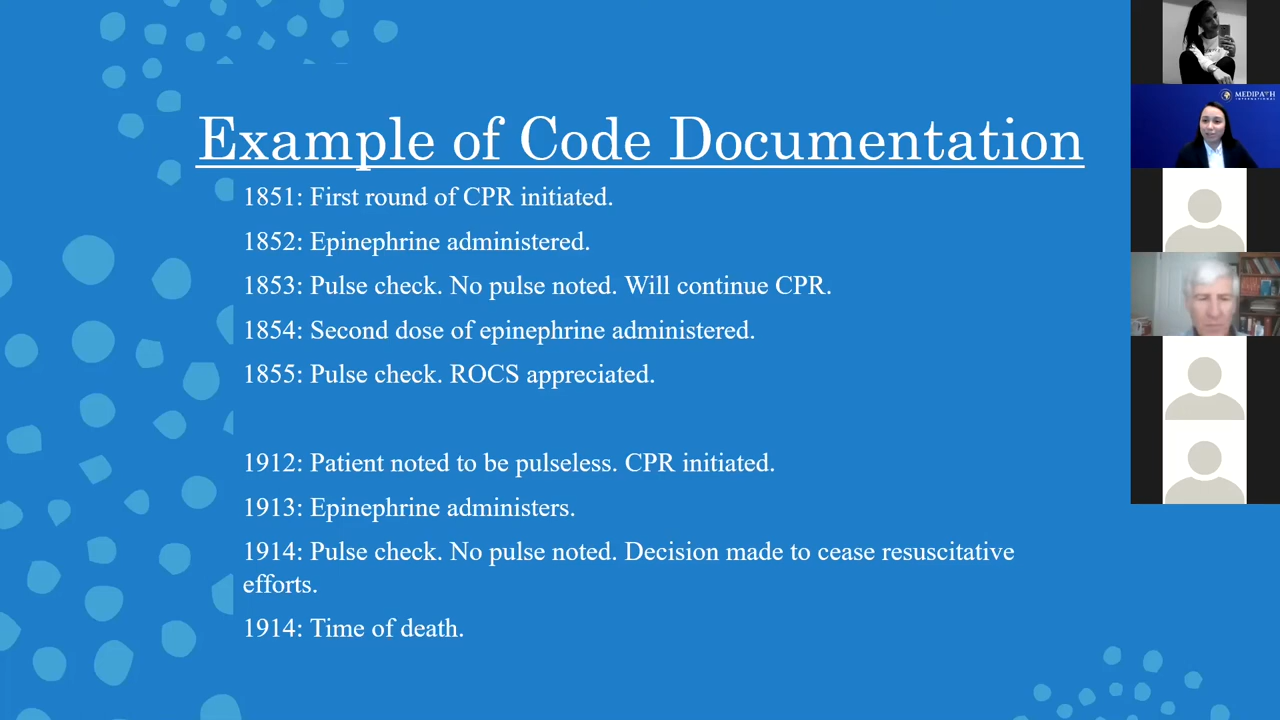 Example of Code Documentation
MEDIPATH
INTERNATIONAL
1851: First round of CPR initiated.
1852: Epinephrine administered.
1853: Pulse check. No pulse noted. Will continue CPR.
1854: Second dose of epinephrine administered.
1855: Pulse check. ROCS appreciated.
1912: Patient noted to be pulseless. CPR initiated.
1913: Epinephrine administers.
1914: Pulse check. No pulse noted. Decision made to cease resuscitative
efforts.
1914: Time of death.